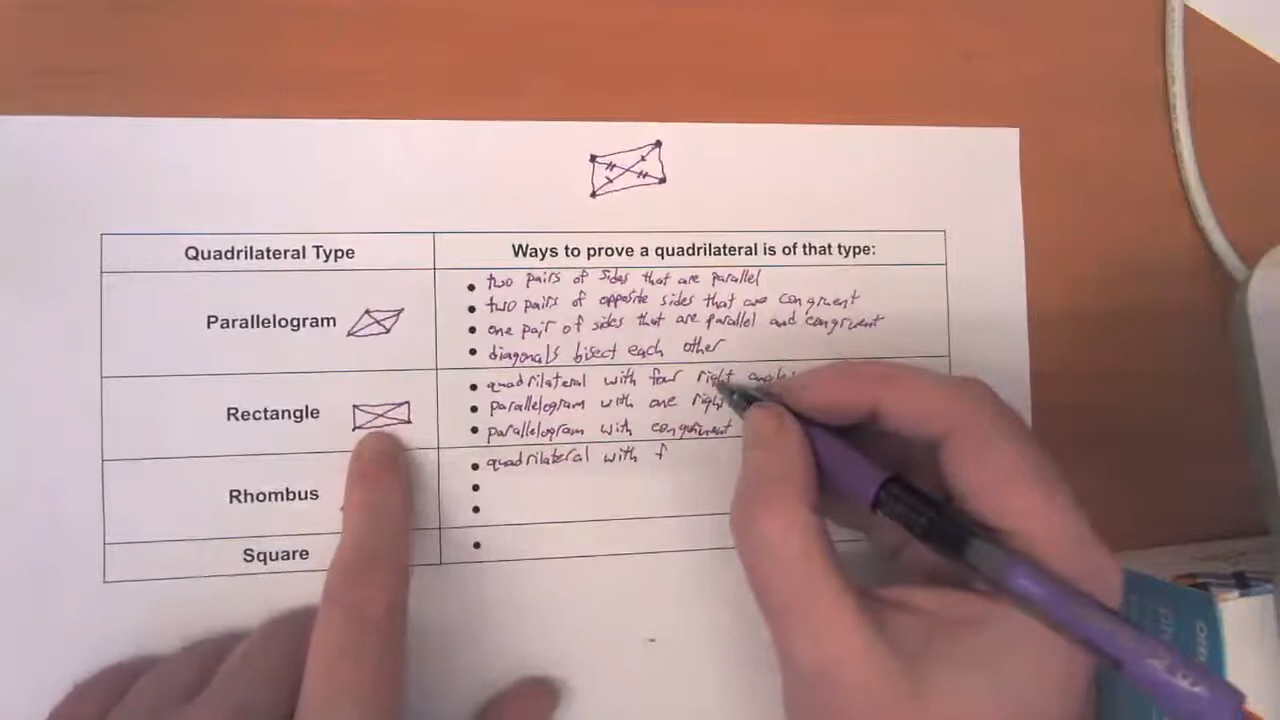 Quadrilateral Type
Ways to prove a quadrilateral is of that type:
Parallelogram
• two pairs of sides that are parallel
• two pairs of opposite sides that are congruent
• one pair of sides that are parallel and congruent
• diagonals bisect each other
Rectangle
• quadrilateral with four right
• parallelogram with one
• parallelogram with congruent
Rhombus
• quadrilateral with f
Square